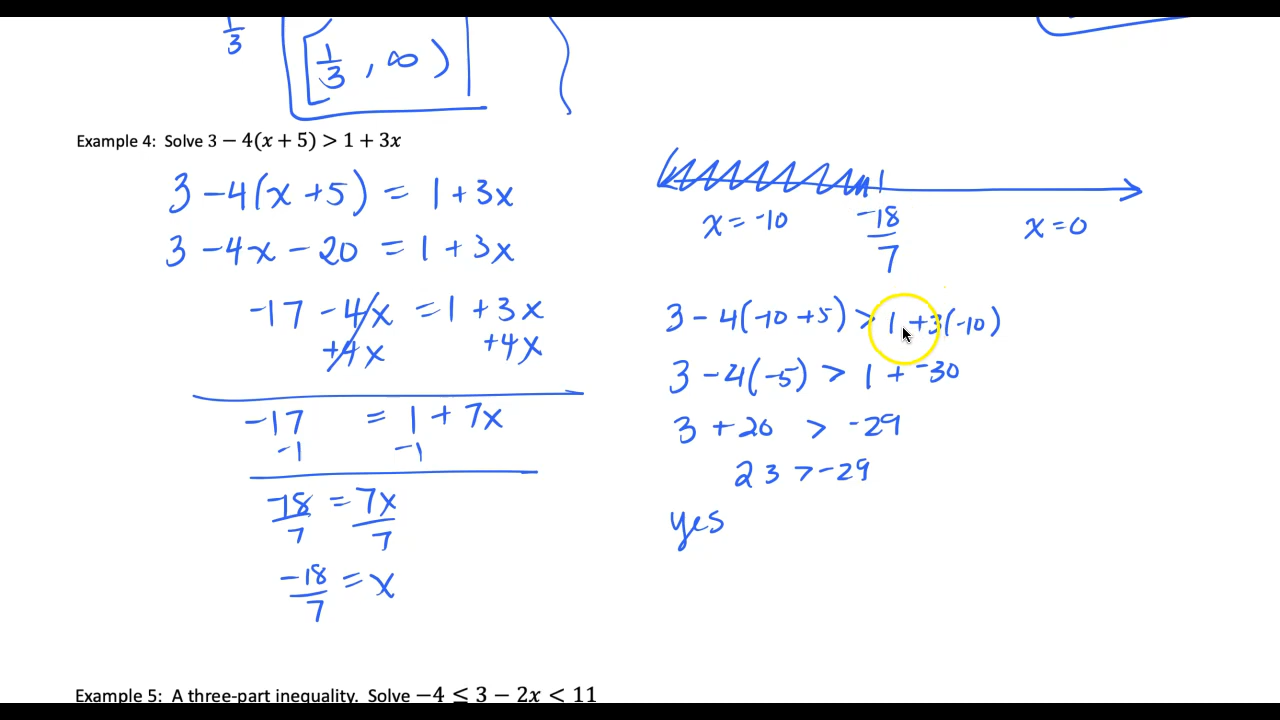 1/3
[1/3, ∞)
Example 4: Solve 3 − 4(x + 5) > 1 + 3x
3 − 4(x + 5) = 1 + 3x
3 − 4x − 20 = 1 + 3x
−17 − 4x = 1 + 3x
+4x +4x
−17 = 1 + 7x
−1 −1
−18/7 = 7x/7
−18/7 = x
x = −10 −18/7 x = 0
3 − 4(−10 + 5) > 1 + 3(−10)
3 − 4(−5) > 1 + −30
3 + 20 > −29
23 > −29
yes
Example 5: A three-part inequality. Solve −4 ≤ 3 − 2x < 11